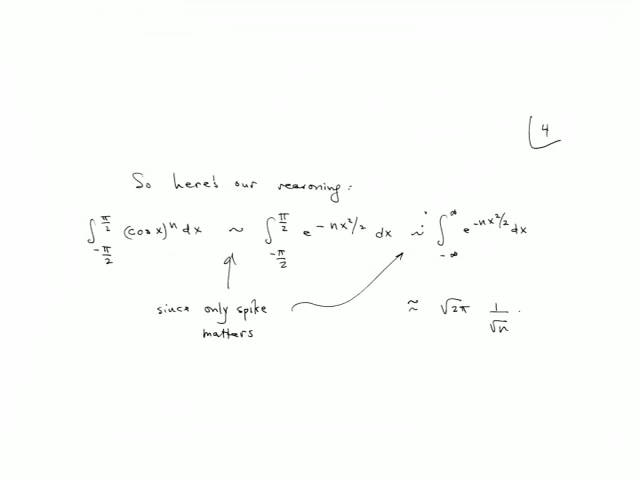 4
So here's our reasoning:
∫_{-π/2}^{π/2} (cos x)^n dx ~ ∫_{-π/2}^{π/2} e^{-nx²/2} dx ~ ∫_{-∞}^{∞} e^{-nx²/2} dx
since only spike
matters
≈ √2π 1/√n .